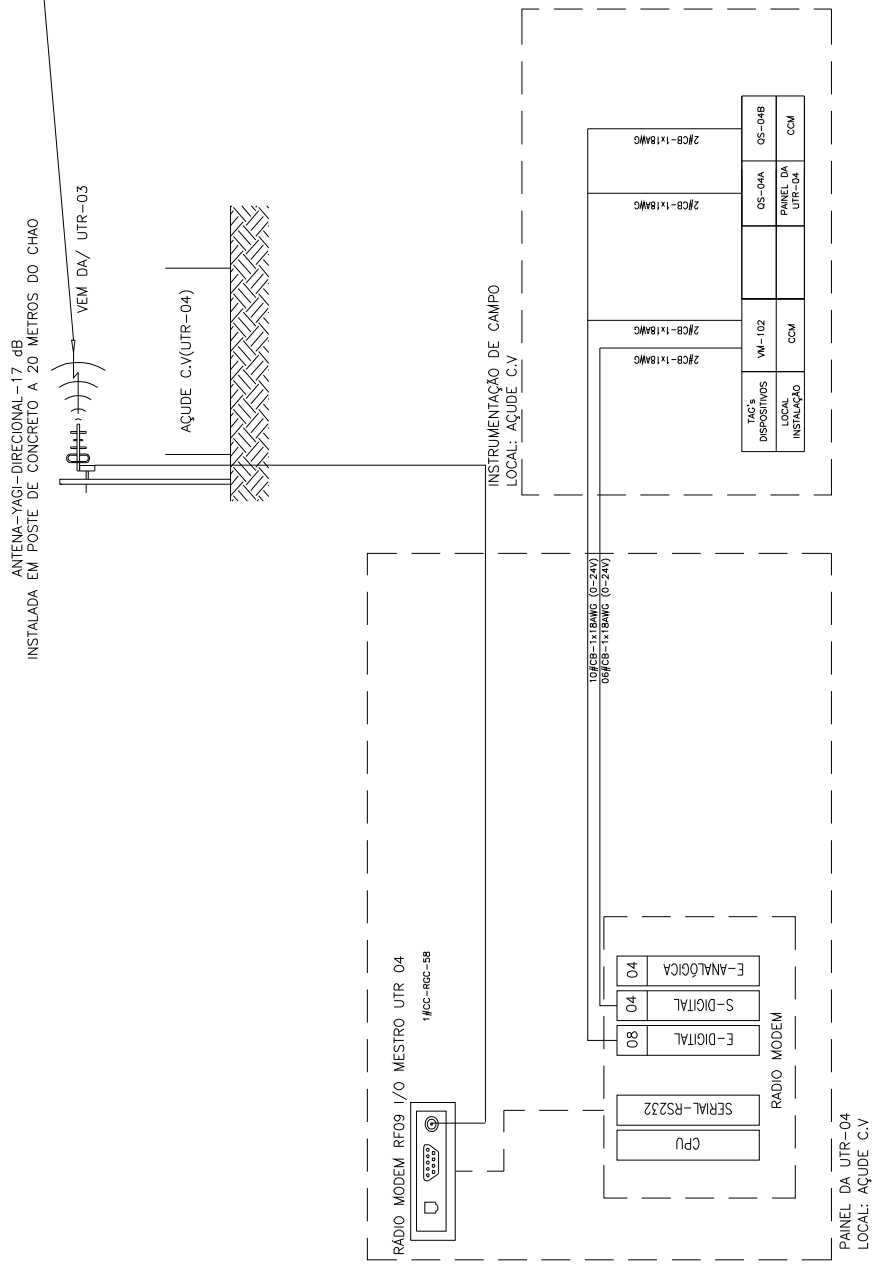 ANTENA-YAGI-DIRECIONAL-17 dB
INSTALADA EM POSTE DE CONCRETO A 20 METROS DO CHAO
VEM DA/ UTR-03
AÇUDE C.V(UTR-04)
INSTRUMENTAÇÃO DE CAMPO
LOCAL: AÇUDE C.V
2#CB-1x18AWG
2#CB-1x18AWG
2#CB-1x18AWG
2#CB-1x18AWG
TAG's
DISPOSITIVOS
VM-102
QS-04A
QS-04B
LOCAL
INSTALAÇÃO
CCM
PAINEL DA
UTR-04
CCM
10#CB-1x18AWG (0-24V)
06#CB-1x18AWG (0-24V)
RÁDIO MODEM RF09 I/O MESTRO UTR 04
1#CC-RGC-58
CPU
SERIAL-RS232
E-DIGITAL
08
S-DIGITAL
04
E-ANALÓGICA
04
RADIO MODEM
PAINEL DA UTR-04
LOCAL: AÇUDE C.V